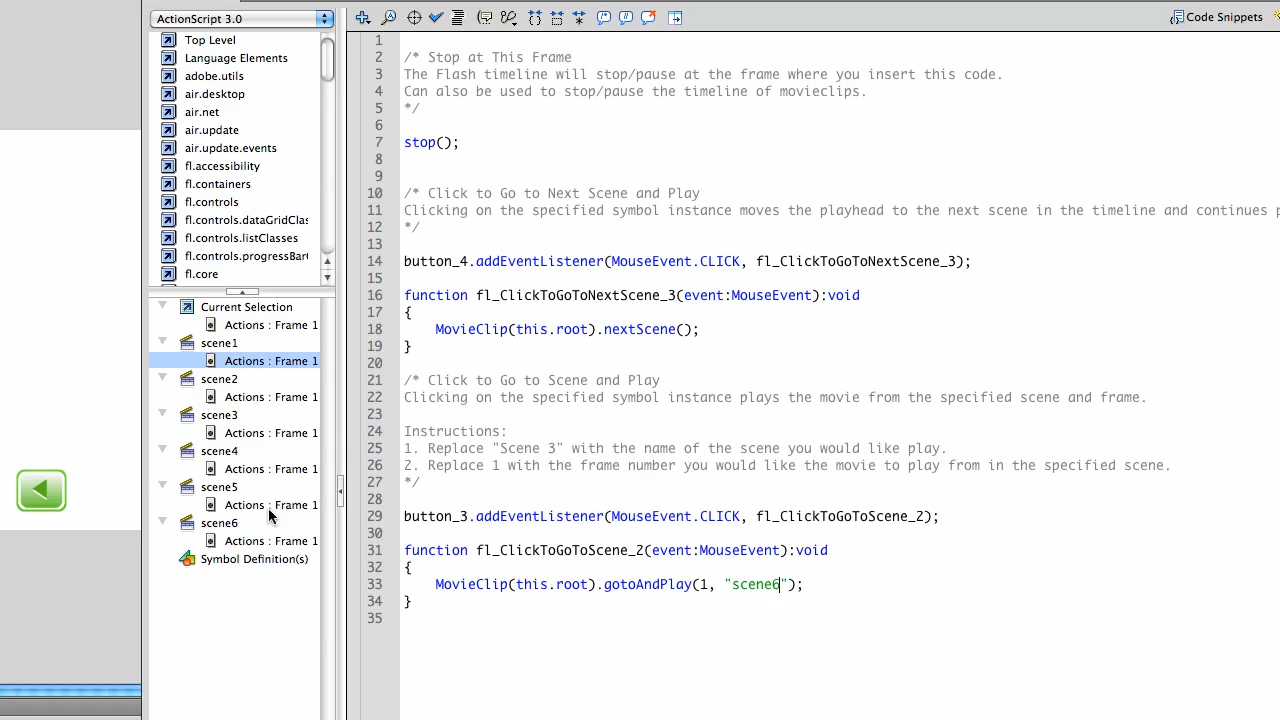 ActionScript 3.0
Code Snippets
Top Level
Language Elements
adobe.utils
air.desktop
air.net
air.update
air.update.events
fl.accessibility
fl.containers
fl.controls
fl.controls.dataGridClas
fl.controls.listClasses
fl.controls.progressBar
fl.core
Current Selection
Actions : Frame 1
scene1
Actions : Frame 1
scene2
Actions : Frame 1
scene3
Actions : Frame 1
scene4
Actions : Frame 1
scene5
Actions : Frame 1
scene6
Actions : Frame 1
Symbol Definition(s)
1
2 /* Stop at This Frame
3 The Flash timeline will stop/pause at the frame where you insert this code.
4 Can also be used to stop/pause the timeline of movieclips.
5 */
6
7 stop();
8
9
10 /* Click to Go to Next Scene and Play
11 Clicking on the specified symbol instance moves the playhead to the next scene in the timeline and continues
12 */
13
14 button_4.addEventListener(MouseEvent.CLICK, fl_ClickToGoToNextScene_3);
15
16 function fl_ClickToGoToNextScene_3(event:MouseEvent):void
17 {
18 MovieClip(this.root).nextScene();
19 }
20
21 /* Click to Go to Scene and Play
22 Clicking on the specified symbol instance plays the movie from the specified scene and frame.
23
24 Instructions:
25 1. Replace "Scene 3" with the name of the scene you would like play.
26 2. Replace 1 with the frame number you would like the movie to play from in the specified scene.
27 */
28
29 button_3.addEventListener(MouseEvent.CLICK, fl_ClickToGoToScene_2);
30
31 function fl_ClickToGoToScene_2(event:MouseEvent):void
32 {
33 MovieClip(this.root).gotoAndPlay(1, "scene6");
34 }
35